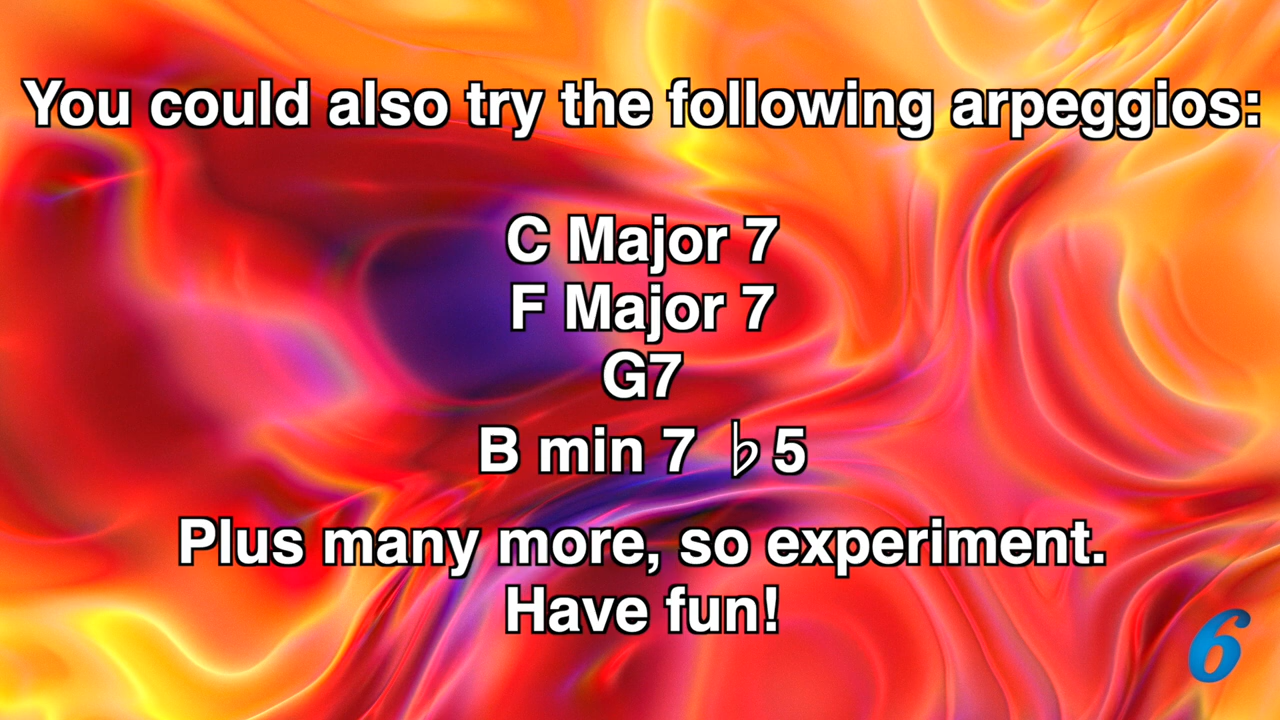 You could also try the following arpeggios:
C Major 7
F Major 7
G7
B min 7 ♭5
Plus many more, so experiment.
Have fun!
6